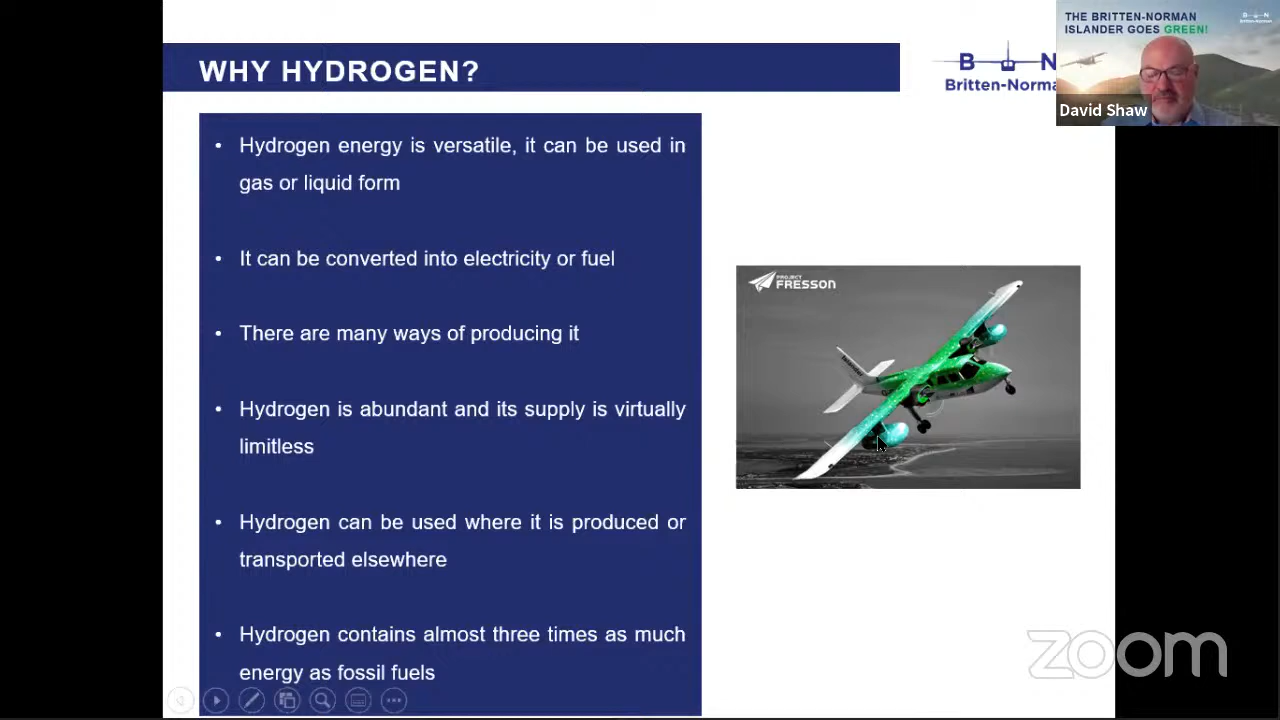 WHY HYDROGEN?
B N
Britten-Norma
THE BRITTEN-NORMAN
ISLANDER GOES GREEN!
David Shaw
• Hydrogen energy is versatile, it can be used in
gas or liquid form
• It can be converted into electricity or fuel
• There are many ways of producing it
• Hydrogen is abundant and its supply is virtually
limitless
• Hydrogen can be used where it is produced or
transported elsewhere
• Hydrogen contains almost three times as much
energy as fossil fuels
PROJECT
FRESSON
zoom